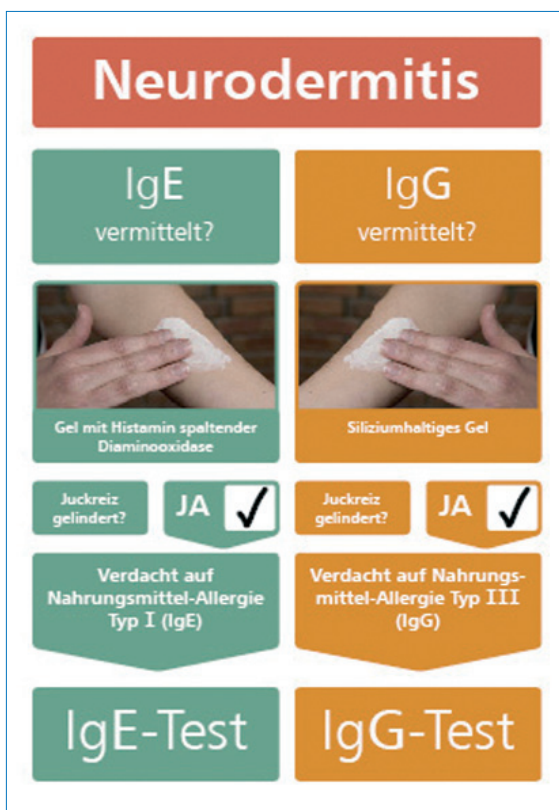 Neurodermitis
IgE
vermittelt?
IgG
vermittelt?
Gel mit Histamin spaltender
Diaminooxidase
Siliziumhaltiges Gel
Juckreiz
gelindert?
JA
Juckreiz
gelindert?
JA
Verdacht auf
Nahrungsmittel-Allergie
Typ I (IgE)
Verdacht auf Nahrungs-
mittel-Allergie Typ III
(IgG)
IgE-Test
IgG-Test